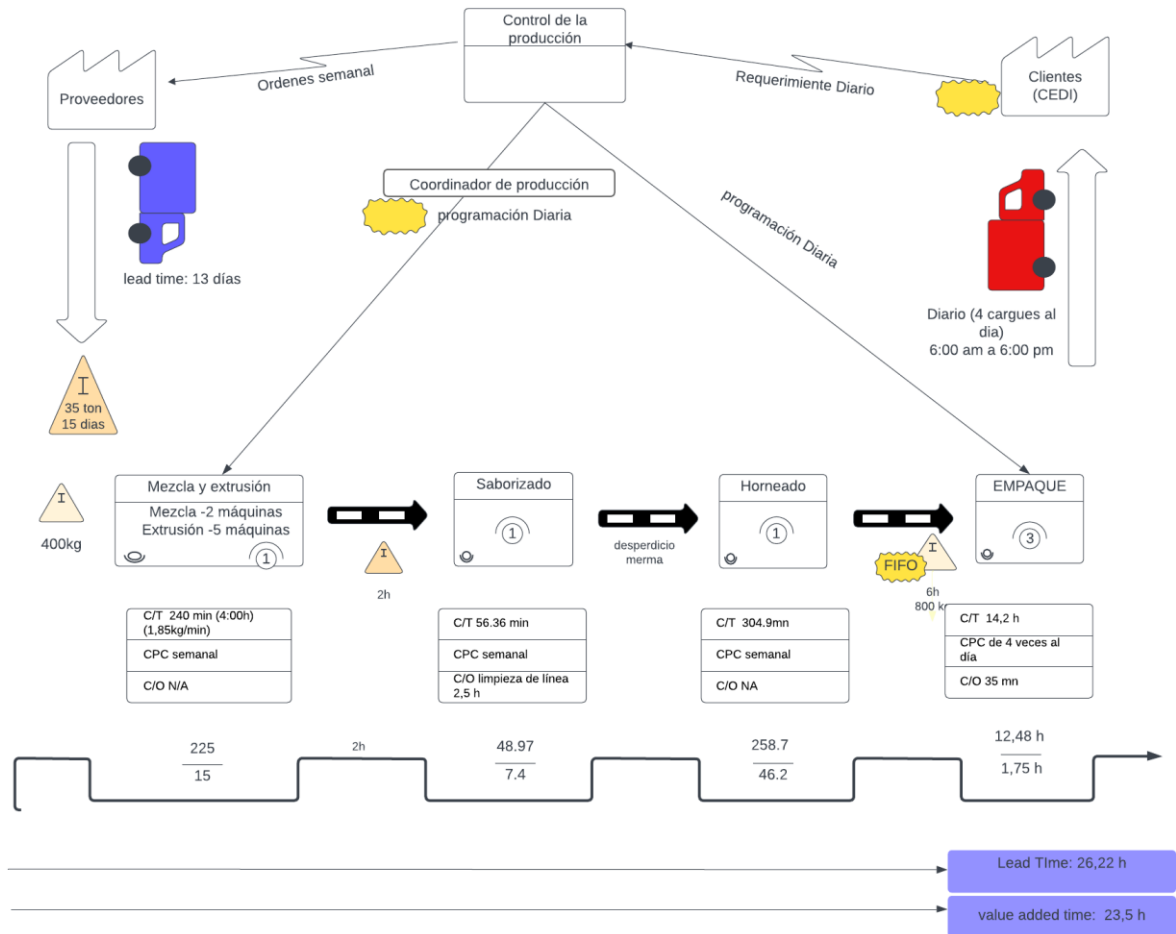 Control de la
producción
Ordenes semanal
Requerimiente Diario
Proveedores
Clientes
(CEDI)
Coordinador de producción
programación Diaria
programación Diaria
lead time: 13 días
Diario (4 cargues al
dia)
6:00 am a 6:00 pm
I
35 ton
15 dias
I
400kg
Mezcla y extrusión
Mezcla -2 máquinas
Extrusión -5 máquinas
1
I
2h
Saborizado
1
desperdicio
merma
Horneado
1
FIFO
I
6h
800 kg
EMPAQUE
3
C/T 240 min (4:00h)
(1,85kg/min)
CPC semanal
C/O N/A
C/T 56.36 min
CPC semanal
C/O limpieza de línea
2,5 h
C/T 304.9mn
CPC semanal
C/O NA
C/T 14,2 h
CPC de 4 veces al
día
C/O 35 mn
225
15
2h
48.97
7.4
258.7
46.2
12,48 h
1,75 h
Lead TIme: 26,22 h
value added time: 23,5 h